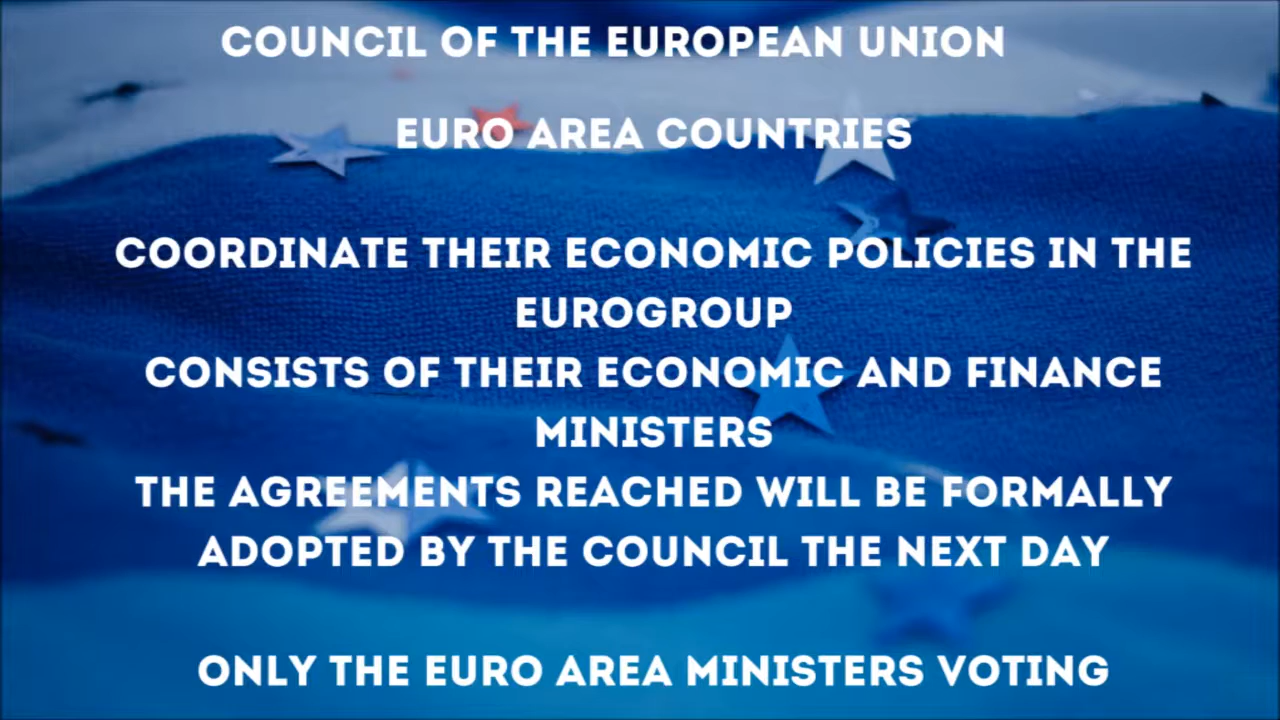 COUNCIL OF THE EUROPEAN UNION
EURO AREA COUNTRIES
COORDINATE THEIR ECONOMIC POLICIES IN THE
EUROGROUP
CONSISTS OF THEIR ECONOMIC AND FINANCE
MINISTERS
THE AGREEMENTS REACHED WILL BE FORMALLY
ADOPTED BY THE COUNCIL THE NEXT DAY
ONLY THE EURO AREA MINISTERS VOTING